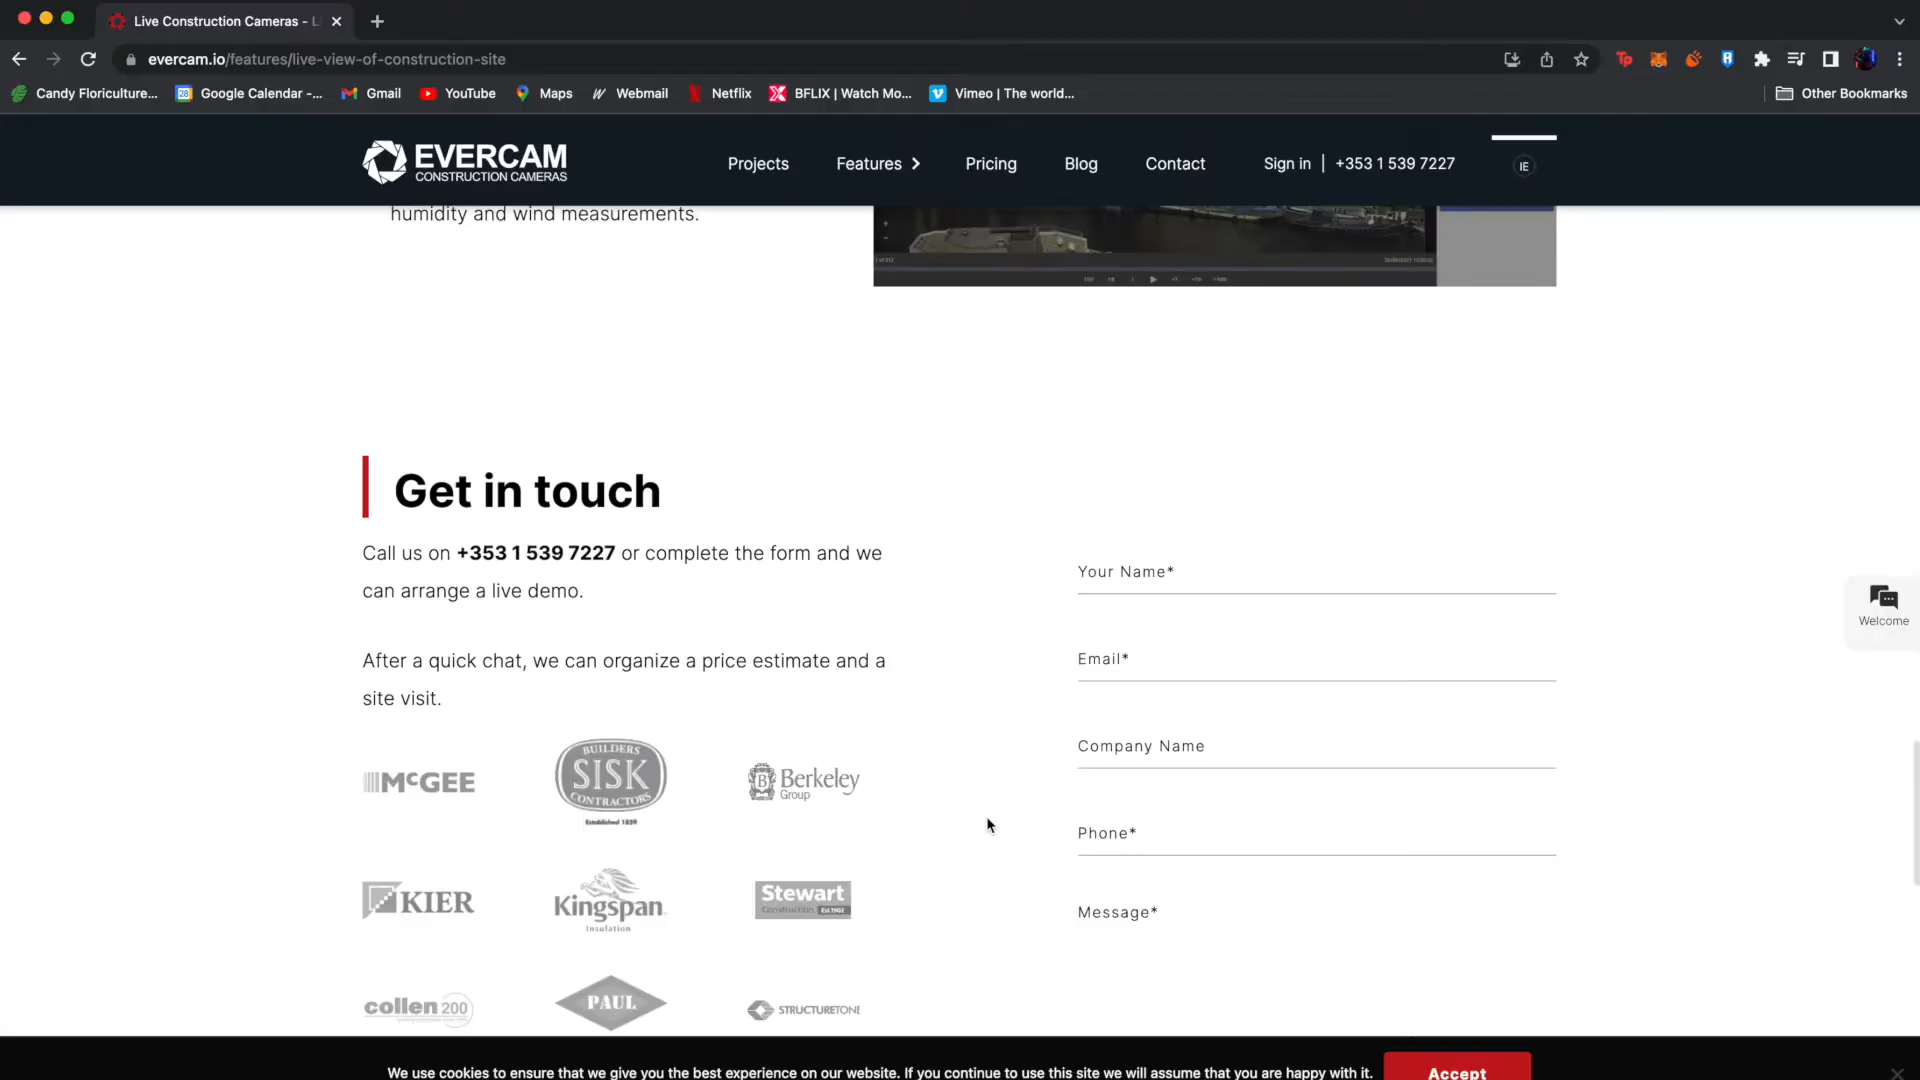 Live Construction Cameras - L
evercam.io/features/live-view-of-construction-site
Candy Floriculture...
28
Google Calendar -...
Gmail
YouTube
Maps
Webmail
Netflix
BFLIX | Watch Mo...
Vimeo | The world...
Other Bookmarks
EVERCAM
CONSTRUCTION CAMERAS
Projects
Features
Pricing
Blog
Contact
Sign in | +353 1 539 7227
IE
humidity and wind measurements.
Get in touch
Call us on +353 1 539 7227 or complete the form and we
can arrange a live demo.
After a quick chat, we can organize a price estimate and a
site visit.
McGEE
BUILDERS
SISK
CONTRACTORS
Established 1859
B
Berkeley
Group
KIER
Kingspan
Insulation
Stewart
Construction Est.1902
collen 200
PAUL
STRUCTURETONE
Your Name*
Email*
Company Name
Phone*
Message*
Welcome
We use cookies to ensure that we give you the best experience on our website. If you continue to use this site we will assume that you are happy with it.
Accept